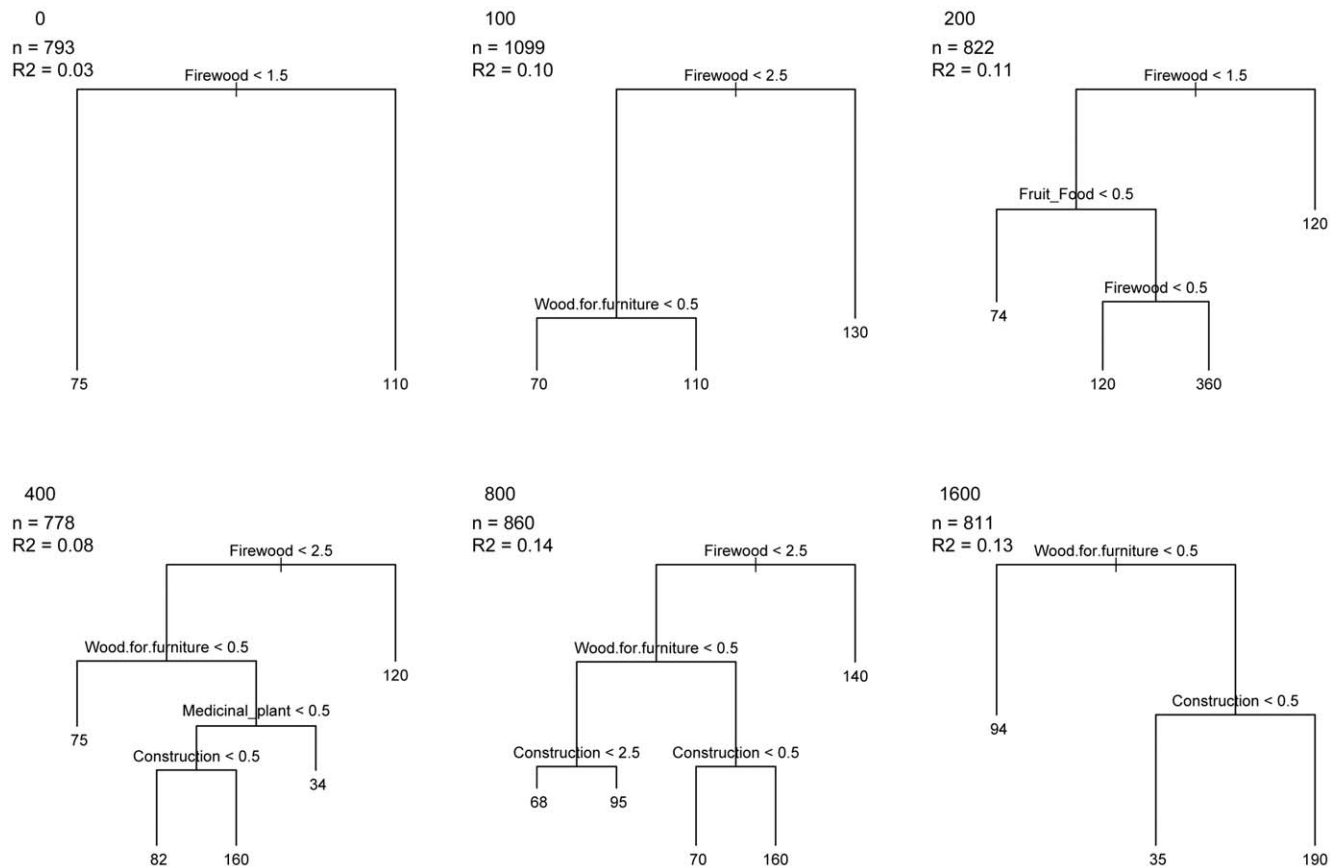 0
n = 793
R2 = 0.03
Firewood < 1.5
75
110
100
n = 1099
R2 = 0.10
Firewood < 2.5
Wood.for.furniture < 0.5
130
70
110
200
n = 822
R2 = 0.11
Firewood < 1.5
Fruit_Food < 0.5
120
Firewood < 0.5
74
120
360
400
n = 778
R2 = 0.08
Firewood < 2.5
Wood.for.furniture < 0.5
120
Medicinal_plant < 0.5
75
Construction < 0.5
34
82
160
800
n = 860
R2 = 0.14
Firewood < 2.5
Wood.for.furniture < 0.5
140
Construction < 2.5
Construction < 0.5
68
95
70
160
1600
n = 811
R2 = 0.13
Wood.for.furniture < 0.5
Construction < 0.5
94
35
190